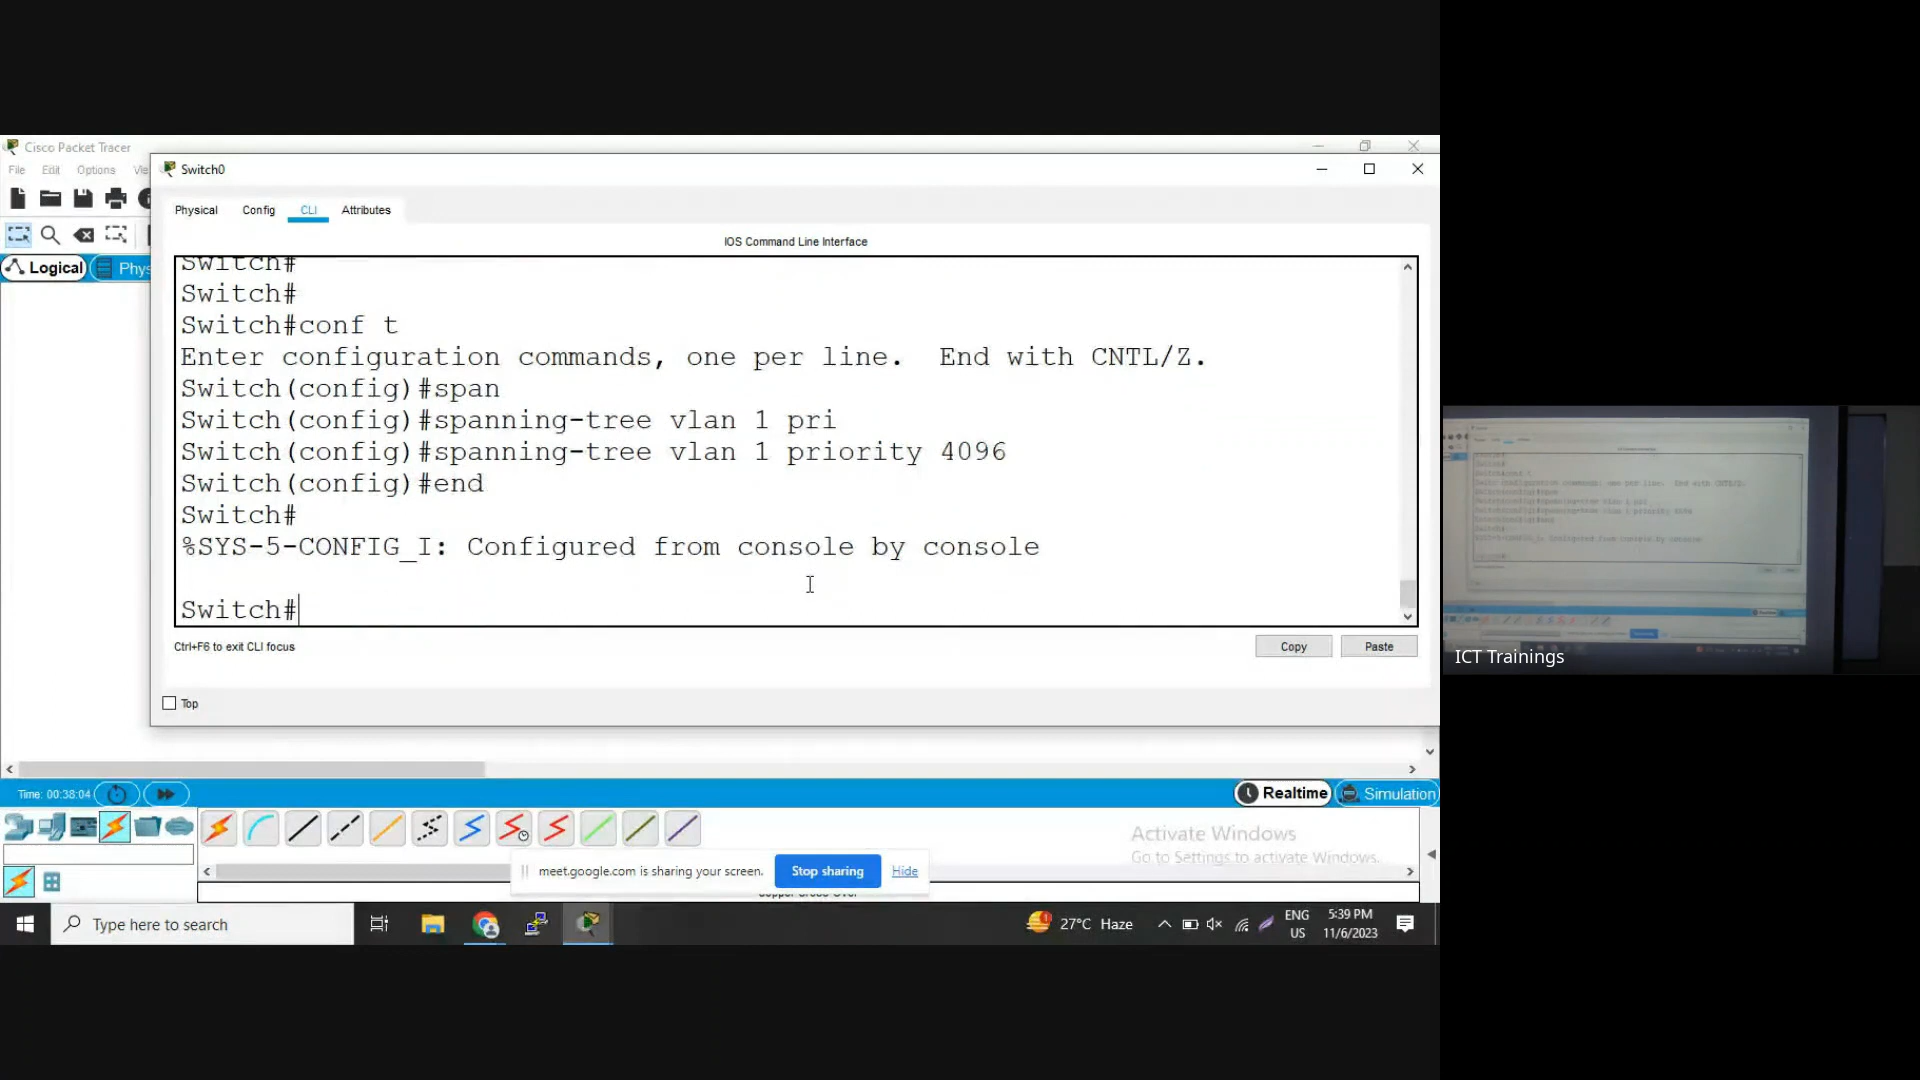 Cisco Packet Tracer
File Edit Options Vie
Switch0
Physical Config CLI Attributes
IOS Command Line Interface
Logical Phys
Switch#
Switch#
Switch#conf t
Enter configuration commands, one per line. End with CNTL/Z.
Switch(config)#span
Switch(config)#spanning-tree vlan 1 pri
Switch(config)#spanning-tree vlan 1 priority 4096
Switch(config)#end
Switch#
%SYS-5-CONFIG_I: Configured from console by console
Switch#
Ctrl+F6 to exit CLI focus
Copy Paste
Top
Time: 00:38:04
Realtime Simulation
Activate Windows
Go to Settings to activate Windows.
meet.google.com is sharing your screen. Stop sharing Hide
Type here to search
27°C Haze
ENG
US
5:39 PM
11/6/2023
ICT Trainings